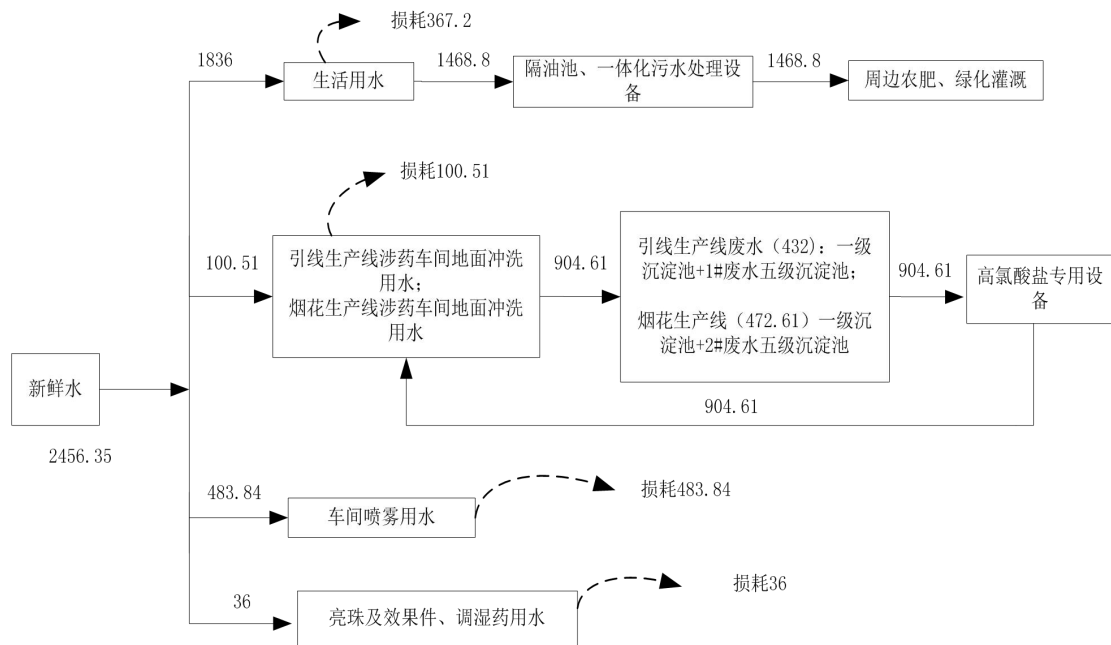 损耗367.2
1836
生活用水
1468.8
隔油池、一体化污水处理设
备
1468.8
周边农肥、绿化灌溉
损耗100.51
100.51
引线生产线涉药车间地面冲洗
用水；
烟花生产线涉药车间地面冲洗
用水
904.61
引线生产线废水（432）：一级
沉淀池+1#废水五级沉淀池；
烟花生产线（472.61）一级沉
淀池+2#废水五级沉淀池
904.61
高氯酸盐专用设
备
904.61
新鲜水
2456.35
483.84
车间喷雾用水
损耗483.84
36
亮珠及效果件、调湿药用水
损耗36